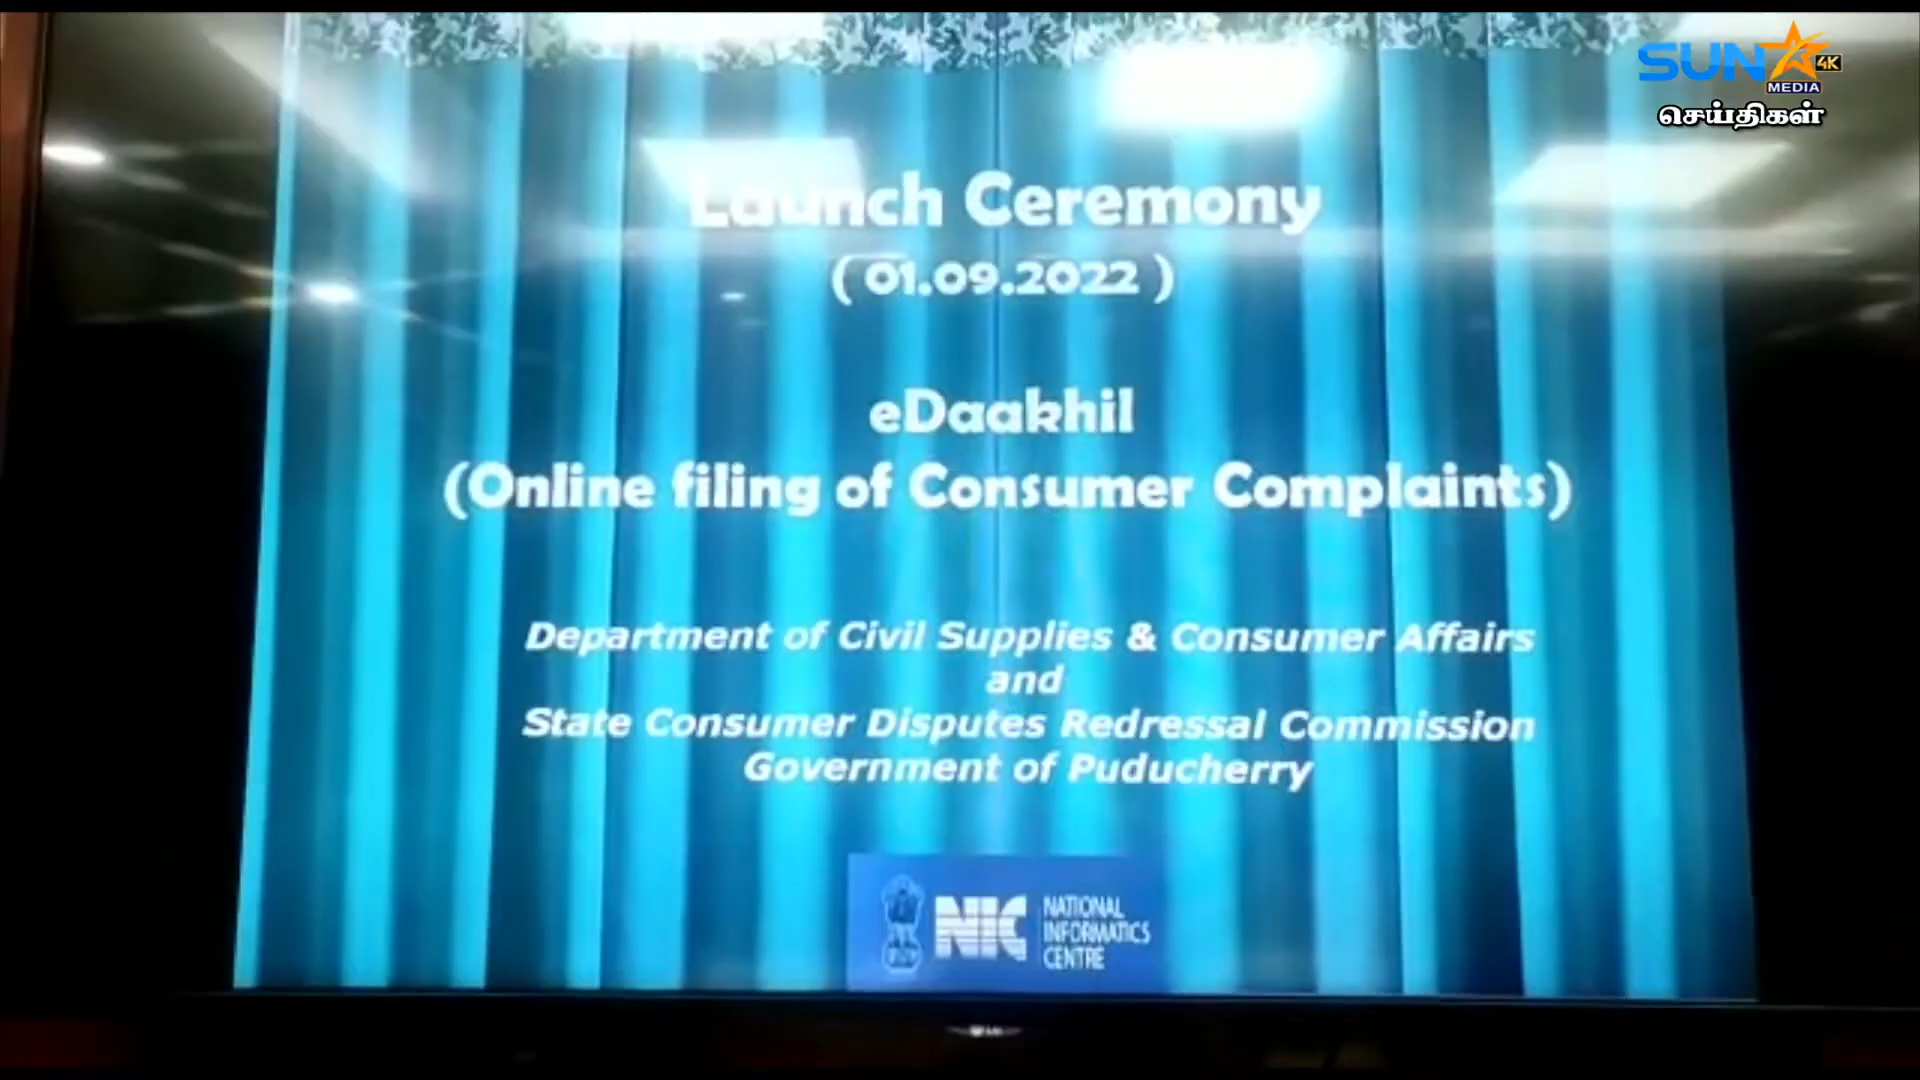 SUN
4K
MEDIA
செய்திகள்
Launch Ceremony
( 01.09.2022 )
eDaakhil
(Online filing of Consumer Complaints)
Department of Civil Supplies & Consumer Affairs
and
State Consumer Disputes Redressal Commission
Government of Puducherry
NIC
NATIONAL
INFORMATICS
CENTRE